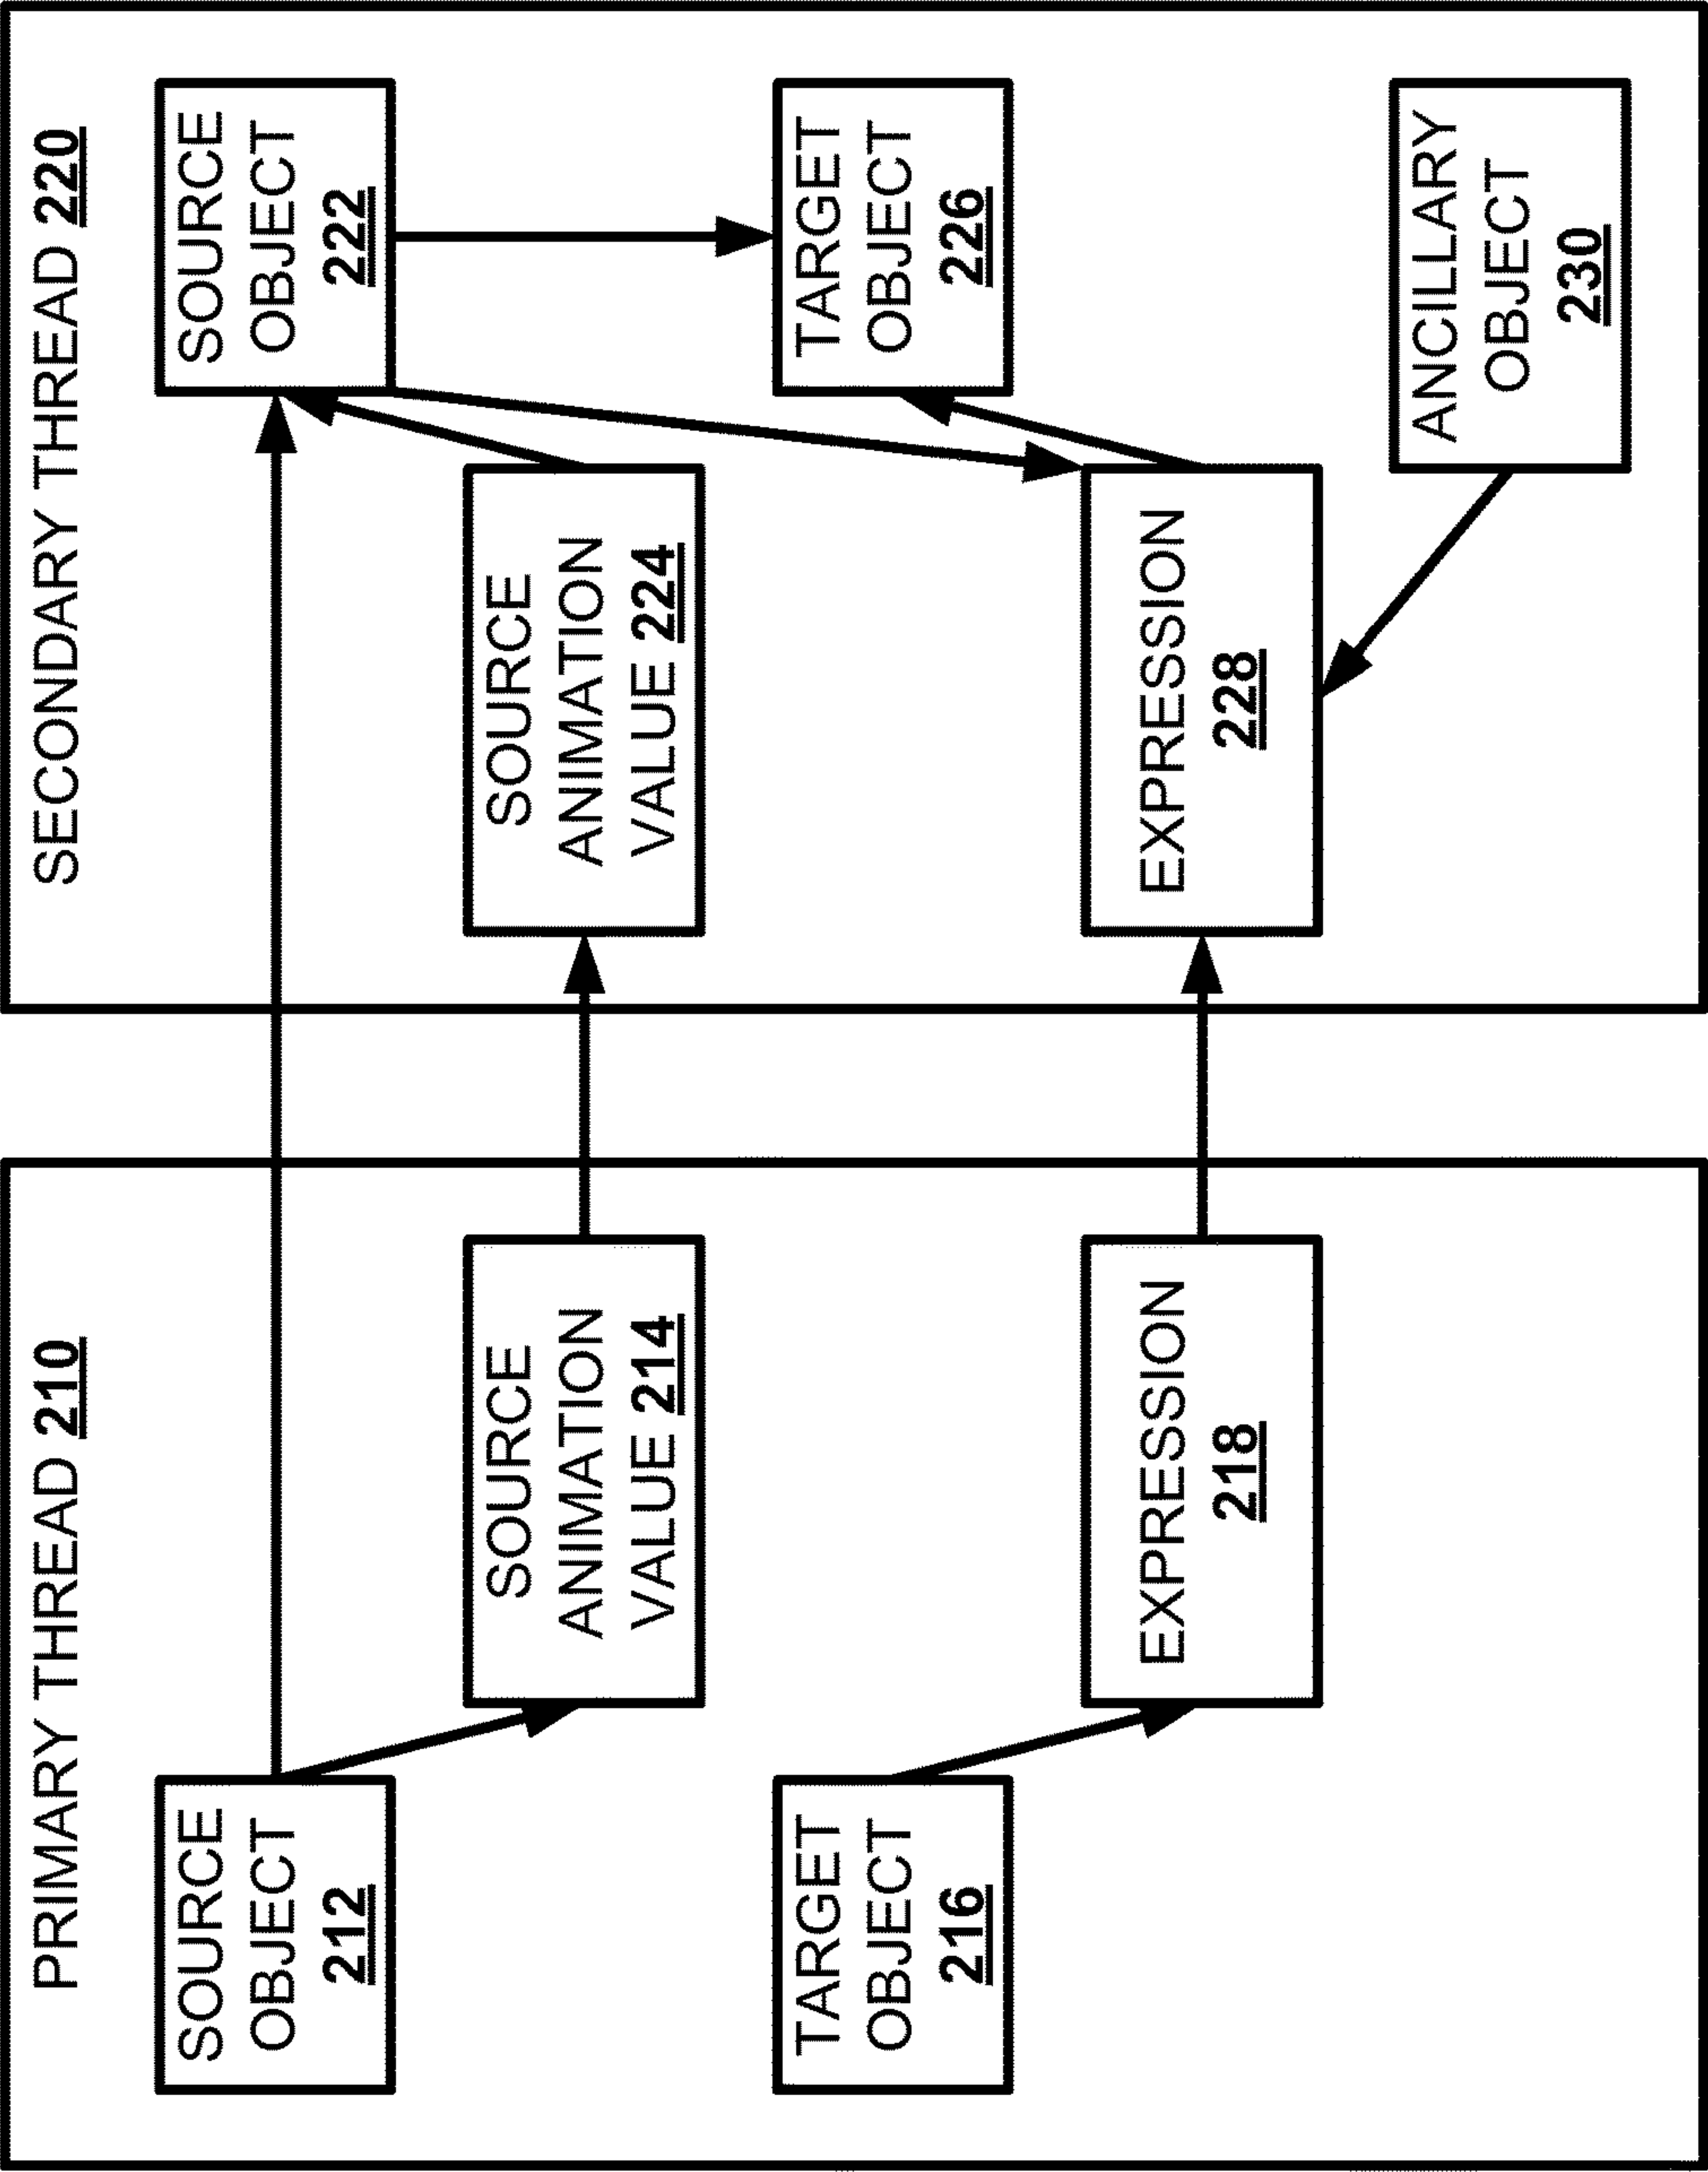 PRIMARY THREAD 210
SOURCE
OBJECT
212
SOURCE
ANIMATION
VALUE 214
TARGET
OBJECT
216
EXPRESSION
218
SECONDARY THREAD 220
SOURCE
OBJECT
222
SOURCE
ANIMATION
VALUE 224
TARGET
OBJECT
226
EXPRESSION
228
ANCILLARY
OBJECT
230